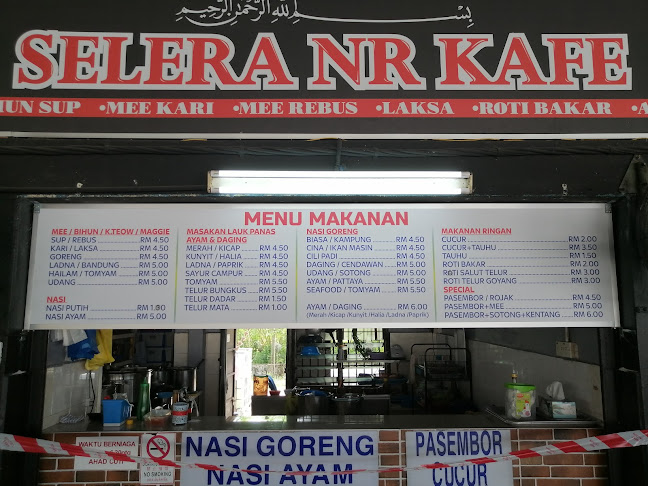 بِسْمِ اللهِ الرَّحْمٰنِ الرَّحِيْمِ
SELERA NR KAFE
HUN SUP •MEE KARI •MEE REBUS •LAKSA •ROTI BAKAR •A
MENU MAKANAN
MEE / BIHUN / K.TEOW / MAGGIE
SUP / REBUS RM 4.50
KARI / LAKSA RM 4.50
GORENG RM 4.50
LADNA / BANDUNG RM 5.00
HAILAM / TOMYAM RM 5.00
UDANG RM 5.00
NASI
NASI PUTIH RM 1.80
NASI AYAM RM 5.00
MASAKAN LAUK PANAS
AYAM & DAGING
MERAH / KICAP RM 4.50
KUNYIT / HALIA RM 4.50
LADNA / PAPRIK RM 4.50
SAYUR CAMPUR RM 4.50
TOMYAM RM 5.50
TELUR BUNGKUS RM 5.50
TELUR DADAR RM 1.50
TELUR MATA RM 1.00
NASI GORENG
BIASA / KAMPUNG RM 4.50
CINA / IKAN MASIN RM 4.50
CILI PADI RM 4.50
DAGING / CENDAWAN RM 5.00
UDANG / SOTONG RM 5.00
AYAM / PATTAYA RM 5.50
SEAFOOD / TOMYAM RM 5.50
AYAM / DAGING RM 6.00
(Merah /Kicap /Kunyit /Halia /Ladna /Paprik)
MAKANAN RINGAN
CUCUR RM 2.00
CUCUR+TAUHU RM 3.50
TAUHU RM 1.50
ROTI BAKAR RM 2.00
ROTI SALUT TELUR RM 3.00
ROTI TELUR GOYANG RM 3.00
SPECIAL
PASEMBOR / ROJAK RM 4.50
PASEMBOR+MEE RM 5.00
PASEMBOR+SOTONG+KENTANG RM 6.00
WAKTU BERNIAGA
AHAD CUTI
NO SMOKING
NASI GORENG
NASI AYAM
PASEMBOR
CUCUR